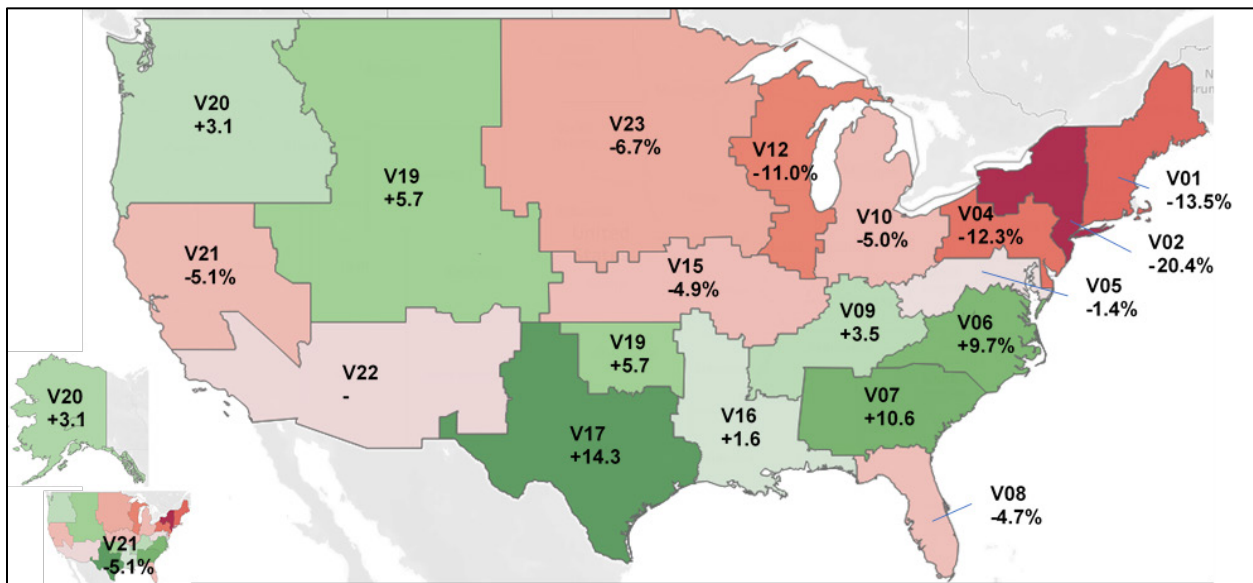 V20
+3.1
V19
+5.7
V23
-6.7%
V12
-11.0%
V10
-5.0%
V04
-12.3%
V01
-13.5%
V02
-20.4%
V21
-5.1%
V15
-4.9%
V05
-1.4%
V09
+3.5
V06
+9.7%
V19
+5.7
V22
-
V07
+10.6
V16
+1.6
V17
+14.3
V20
+3.1
V08
-4.7%
V21
-5.1%